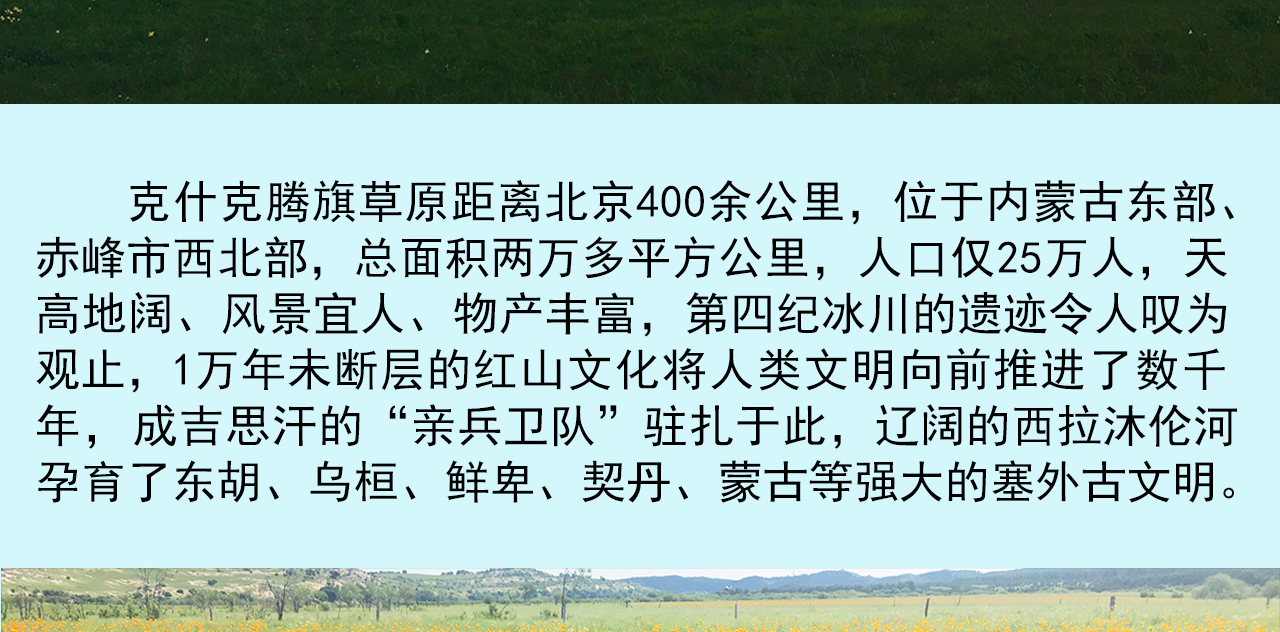 克什克腾旗草原距离北京400余公里，位于内蒙古东部、
赤峰市西北部，总面积两万多平方公里，人口仅25万人，天
高地阔、风景宜人、物产丰富，第四纪冰川的遗迹令人叹为
观止，1万年未断层的红山文化将人类文明向前推进了数千
年，成吉思汗的“亲兵卫队”驻扎于此，辽阔的西拉沐伦河
孕育了东胡、乌桓、鲜卑、契丹、蒙古等强大的塞外古文明。